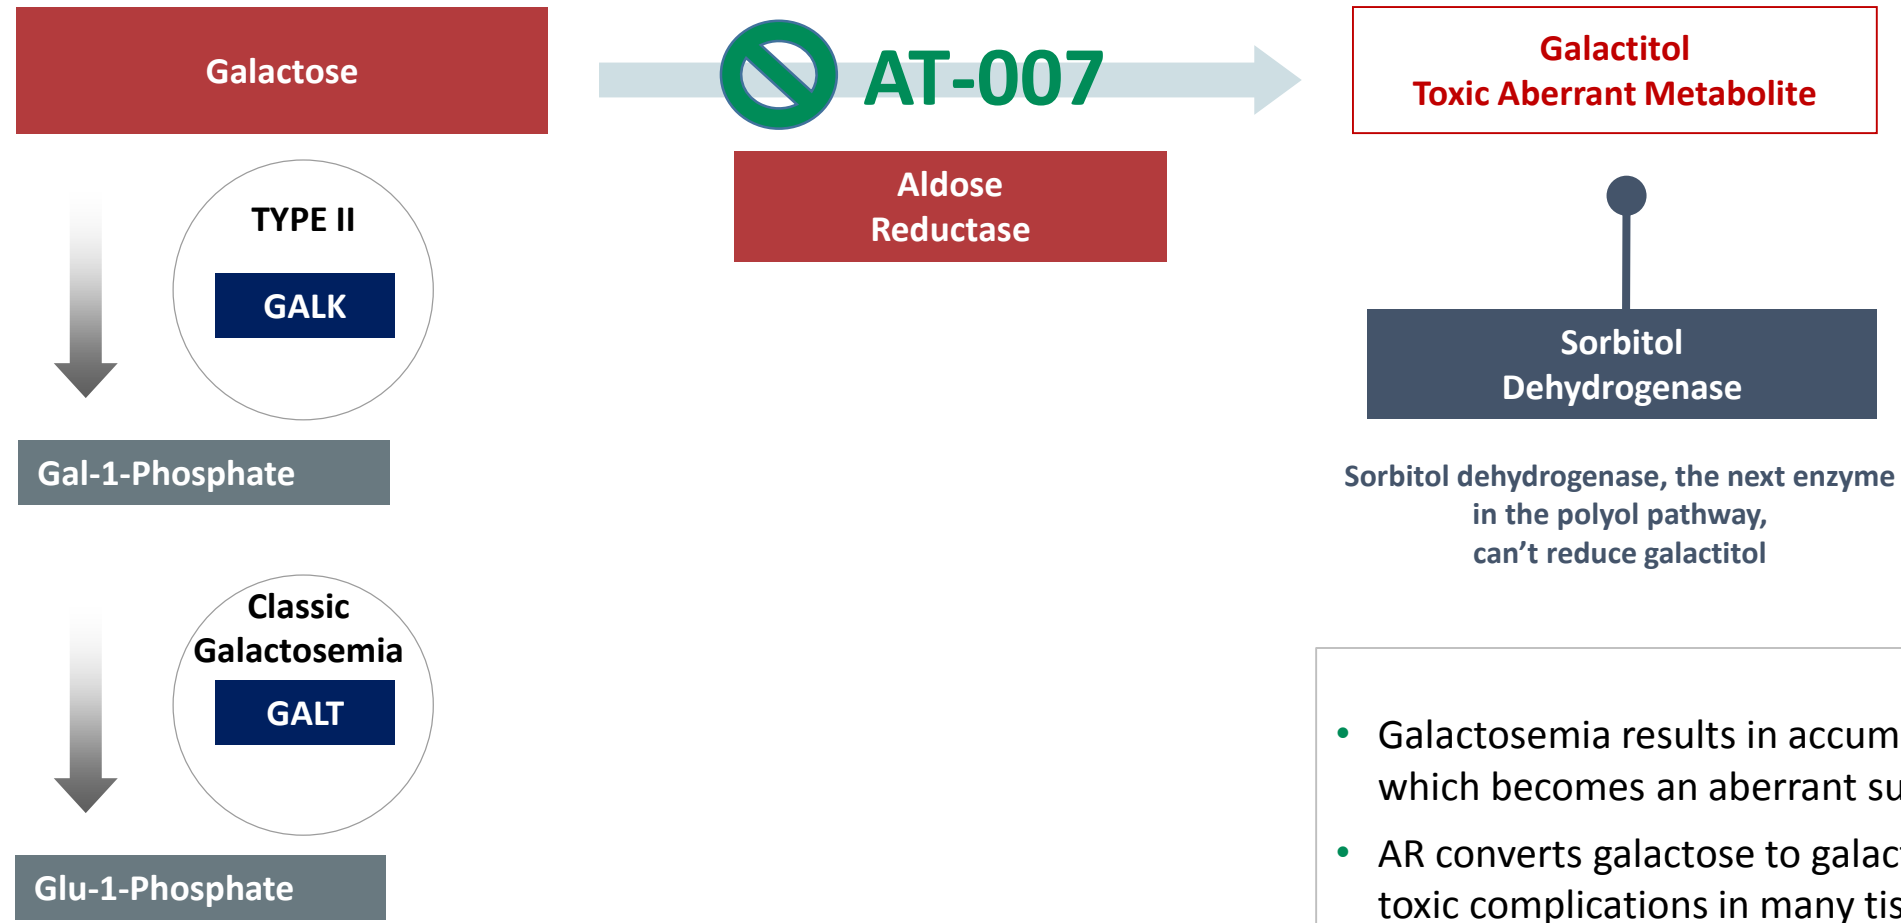 Galactose
AT-007
Galactitol
Toxic Aberrant Metabolite
Aldose
Reductase
TYPE II
GALK
Sorbitol
Dehydrogenase
Gal-1-Phosphate
Sorbitol dehydrogenase, the next enzyme
in the polyol pathway,
can't reduce galactitol
Classic
Galactosemia
GALT
Glu-1-Phosphate
• Galactosemia results in accum
which becomes an aberrant su
• AR converts galactose to galact
toxic complications in many tis